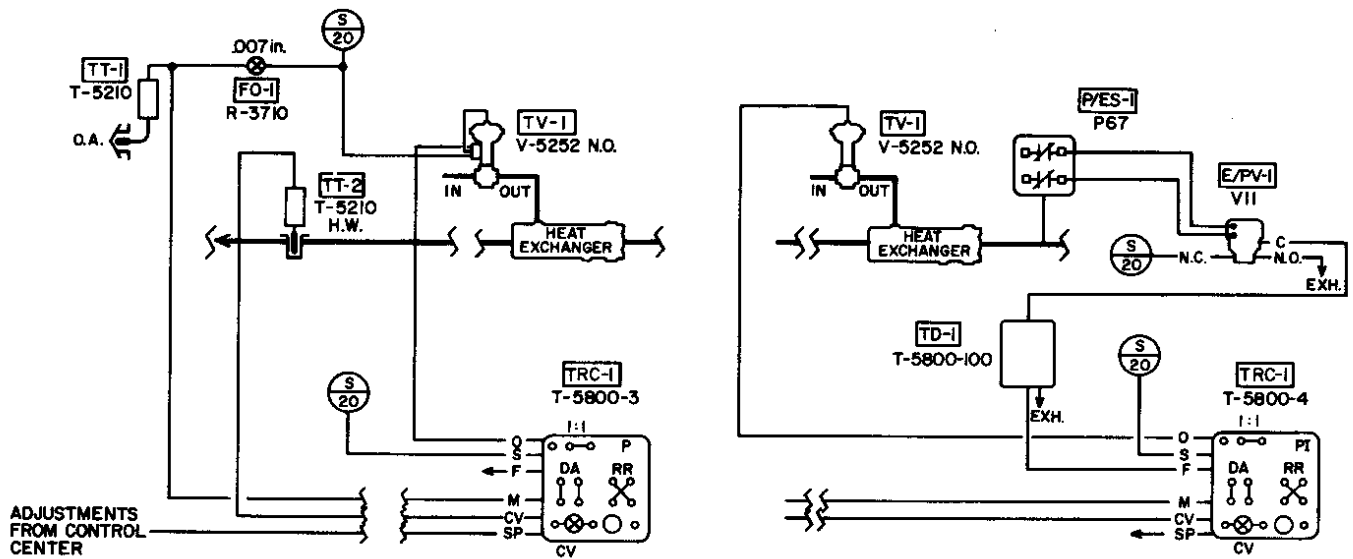 S
20
.007in.
TT-1
T-5210
FO-1
R-3710
O.A.
TV-1
V-5252 N.O.
TT-2
T-5210
H.W.
IN
OUT
HEAT
EXCHANGER
S
20
TRC-1
T-5800-3
1:1
P
O
S
F
DA
RR
M
CV
SP
CV
ADJUSTMENTS
FROM CONTROL
CENTER
TV-1
V-5252 N.O.
P/ES-1
P67
E/PV-1
V11
IN
OUT
HEAT
EXCHANGER
S
20
N.C.
C
N.O.
EXH.
TD-1
T-5800-100
EXH.
S
20
TRC-1
T-5800-4
1:1
PI
O
S
F
DA
RR
M
CV
SP
CV